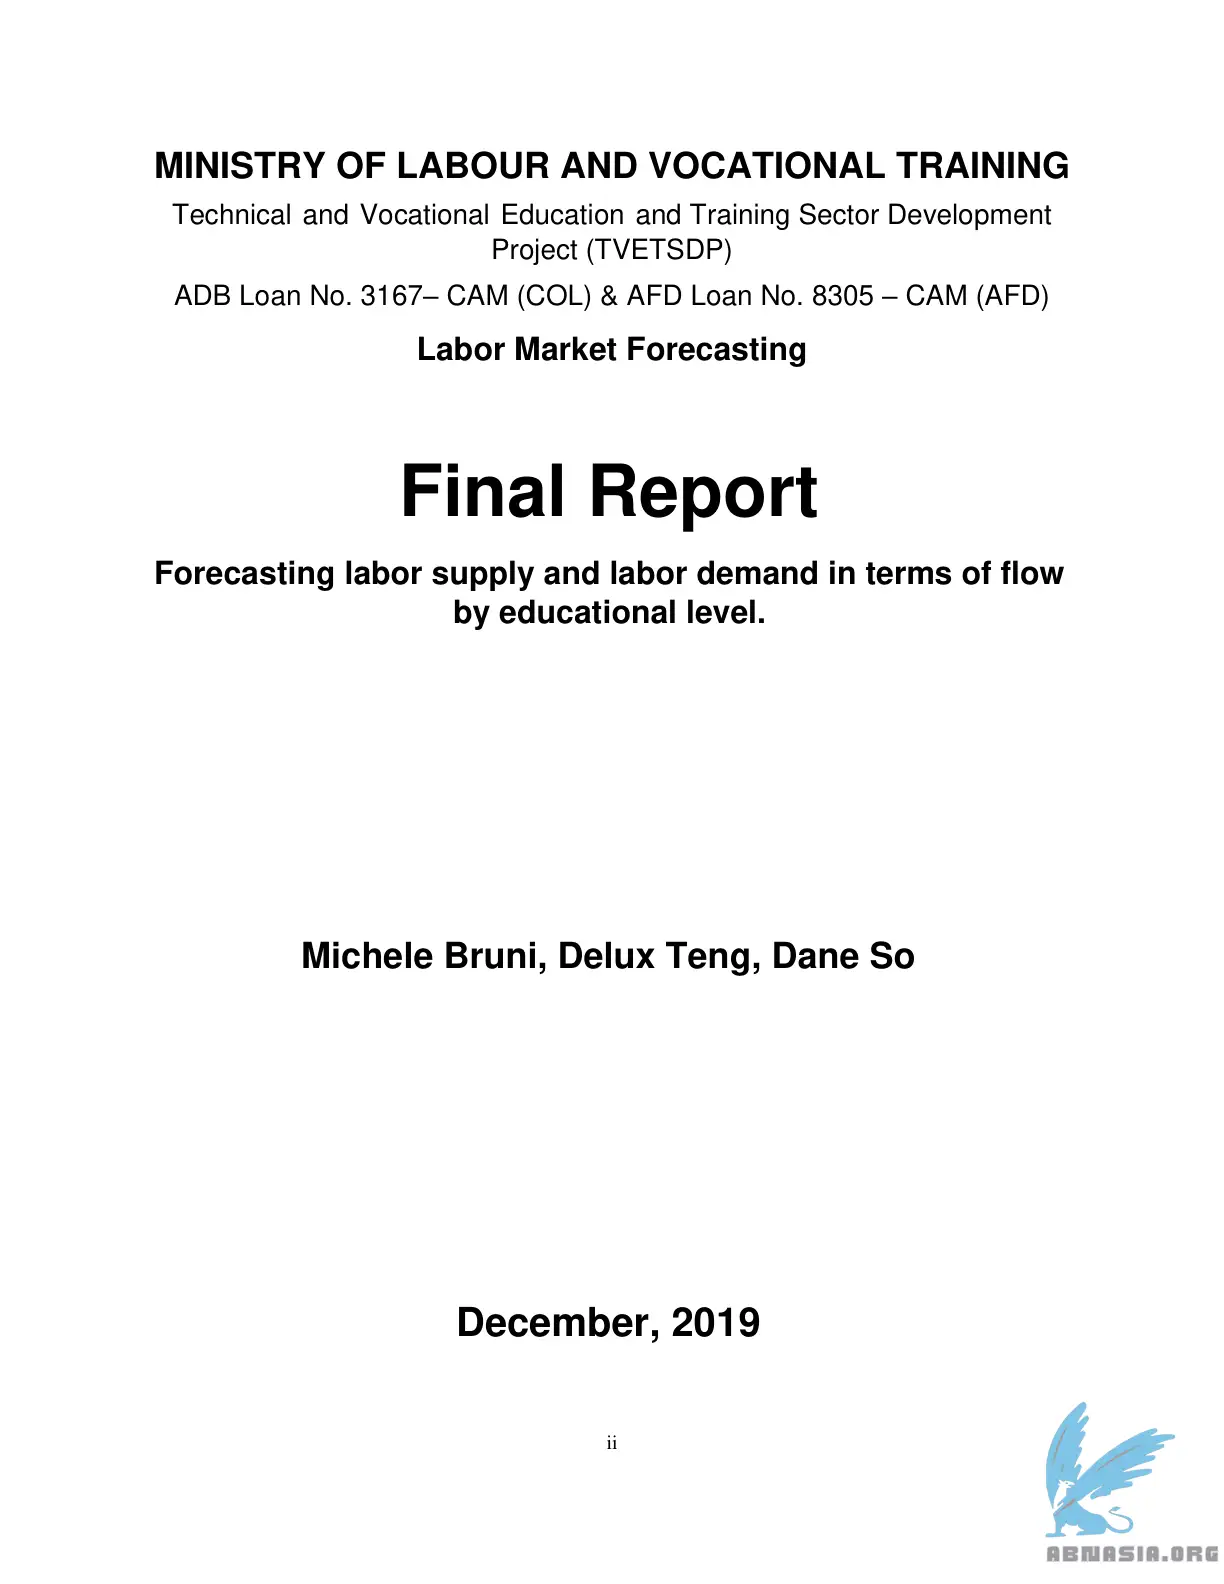 MINISTRY OF LABOUR AND VOCATIONAL TRAINING
Technical and Vocational Education and Training Sector Development
Project (TVETSDP)
ADB Loan No. 3167– CAM (COL) & AFD Loan No. 8305 – CAM (AFD)
Labor Market Forecasting
Final Report
Forecasting labor supply and labor demand in terms of flow
by educational level.
Michele Bruni, Delux Teng, Dane So
December, 2019
ii
ABNASIA.ORG